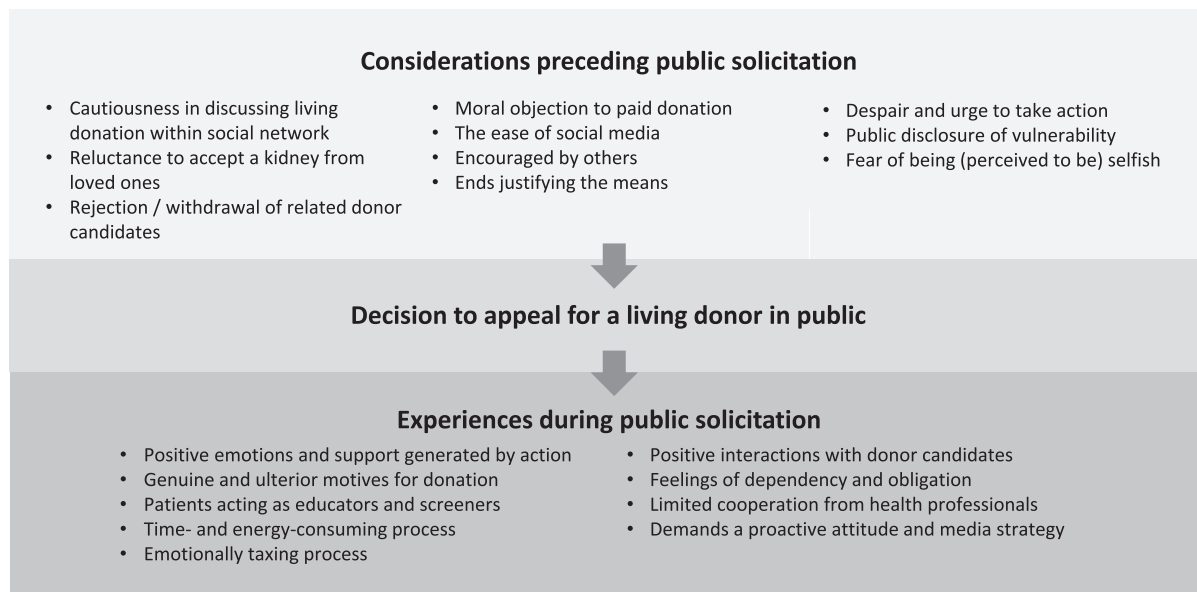 Considerations preceding public solicitation
• Cautiousness in discussing living
donation within social network
• Reluctance to accept a kidney from
loved ones
• Rejection / withdrawal of related donor
candidates
• Moral objection to paid donation
• The ease of social media
• Encouraged by others
• Ends justifying the means
• Despair and urge to take action
• Public disclosure of vulnerability
• Fear of being (perceived to be) selfish
Decision to appeal for a living donor in public
Experiences during public solicitation
• Positive emotions and support generated by action
• Genuine and ulterior motives for donation
• Patients acting as educators and screeners
• Time- and energy-consuming process
• Emotionally taxing process
• Positive interactions with donor candidates
• Feelings of dependency and obligation
• Limited cooperation from health professionals
• Demands a proactive attitude and media strategy